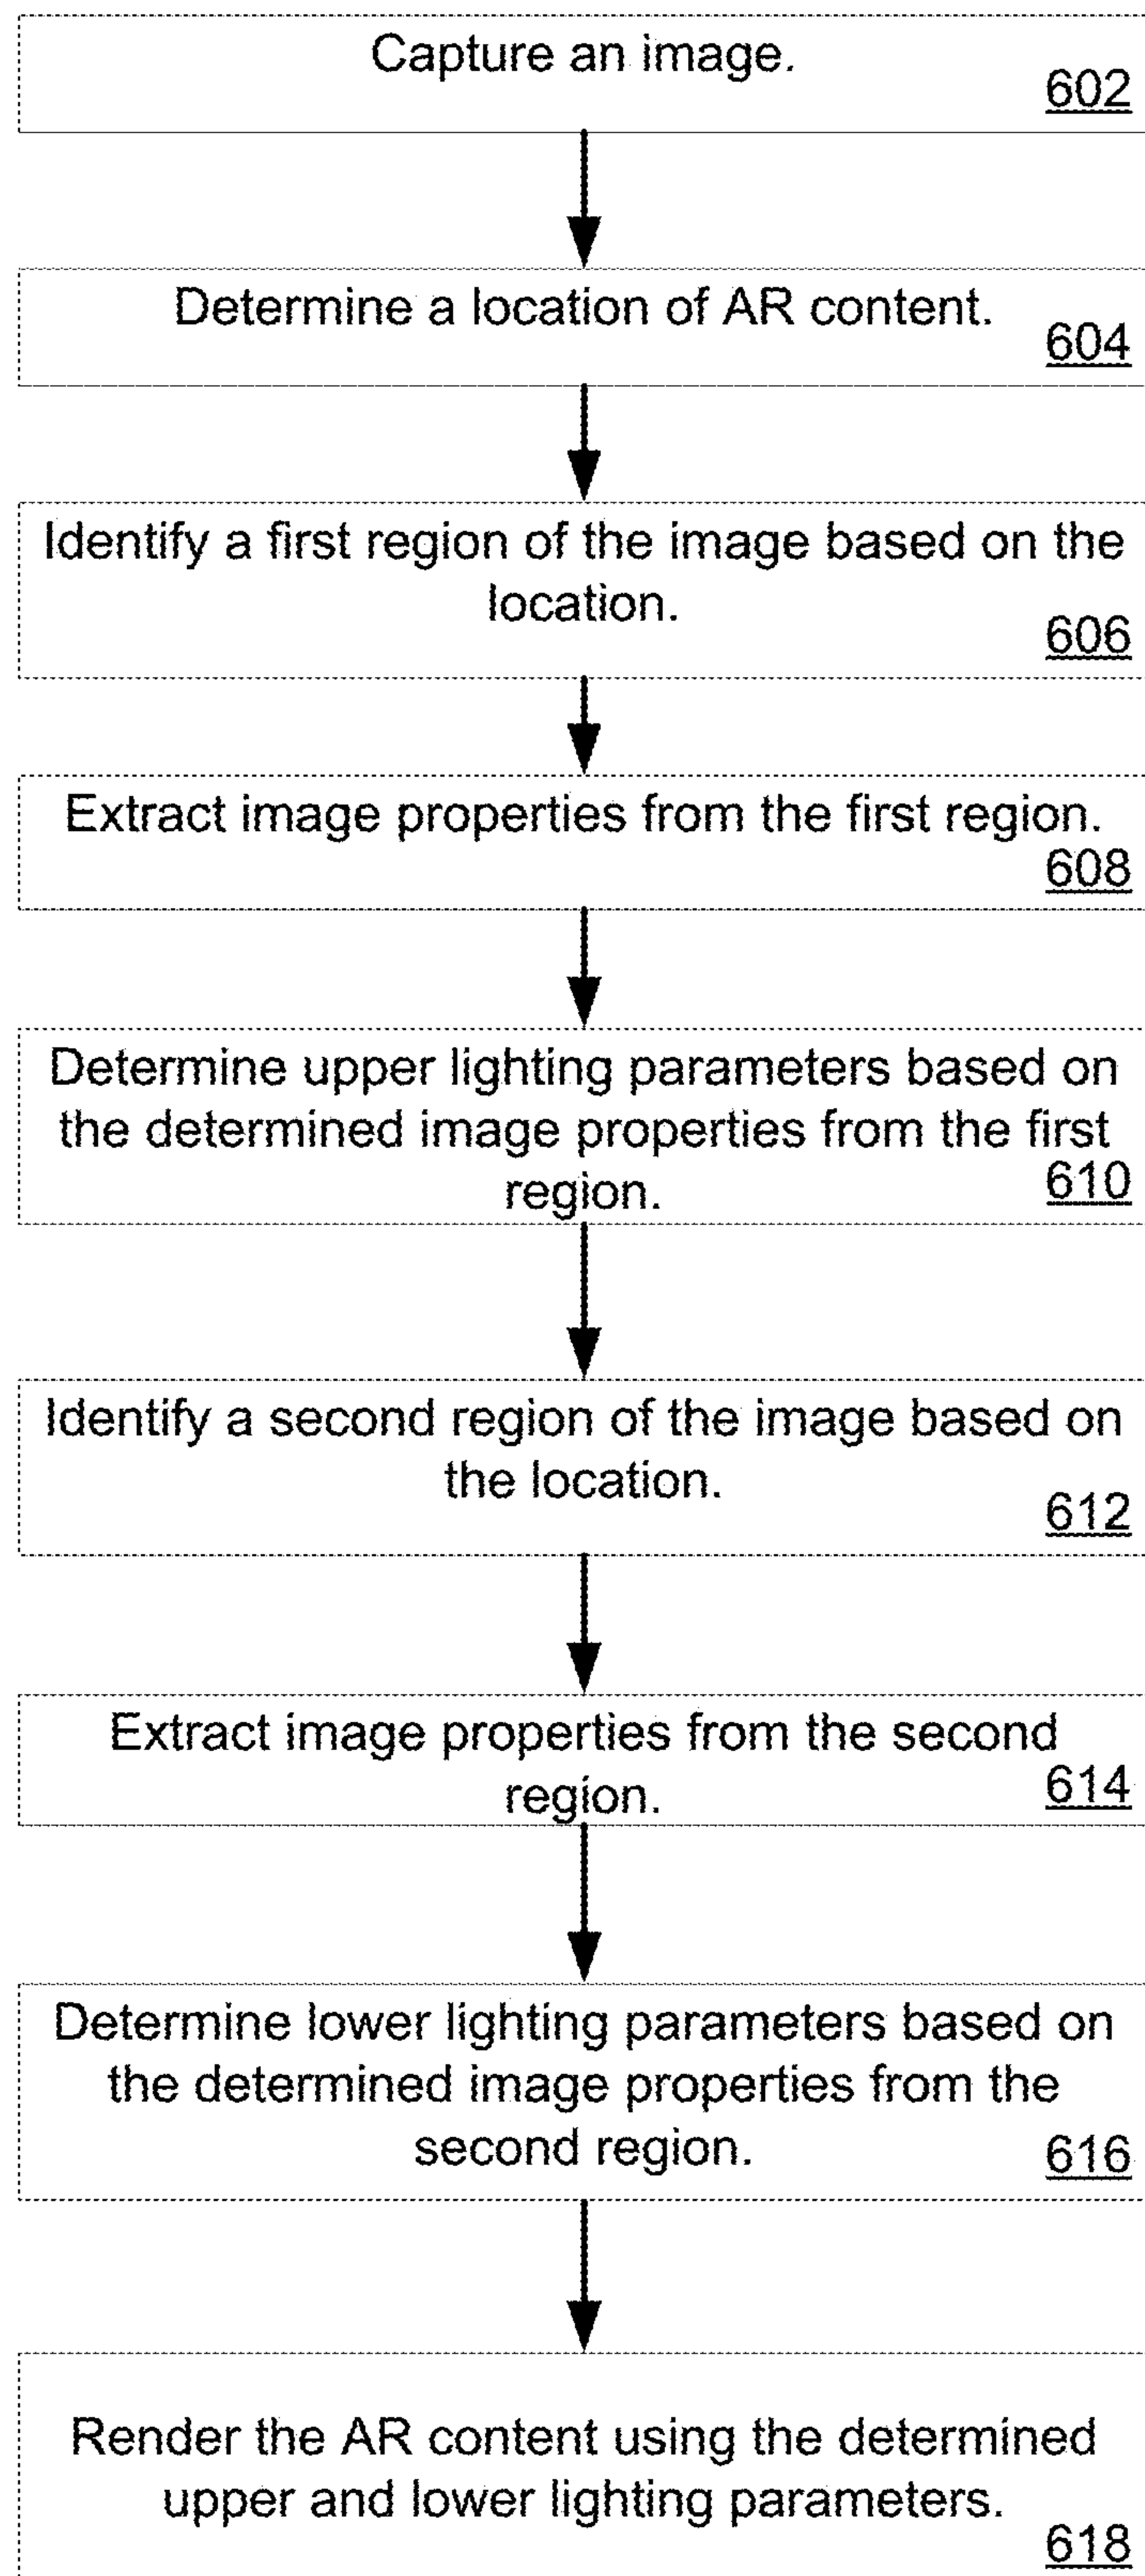 Capture an image.
602
Determine a location of AR content.
604
Identify a first region of the image based on the
location.
606
Extract image properties from the first region.
608
Determine upper lighting parameters based on
the determined image properties from the first
region.
610
Identify a second region of the image based on
the location.
612
Extract image properties from the second
region.
614
Determine lower lighting parameters based on
the determined image properties from the
second region.
616
Render the AR content using the determined
upper and lower lighting parameters.
618